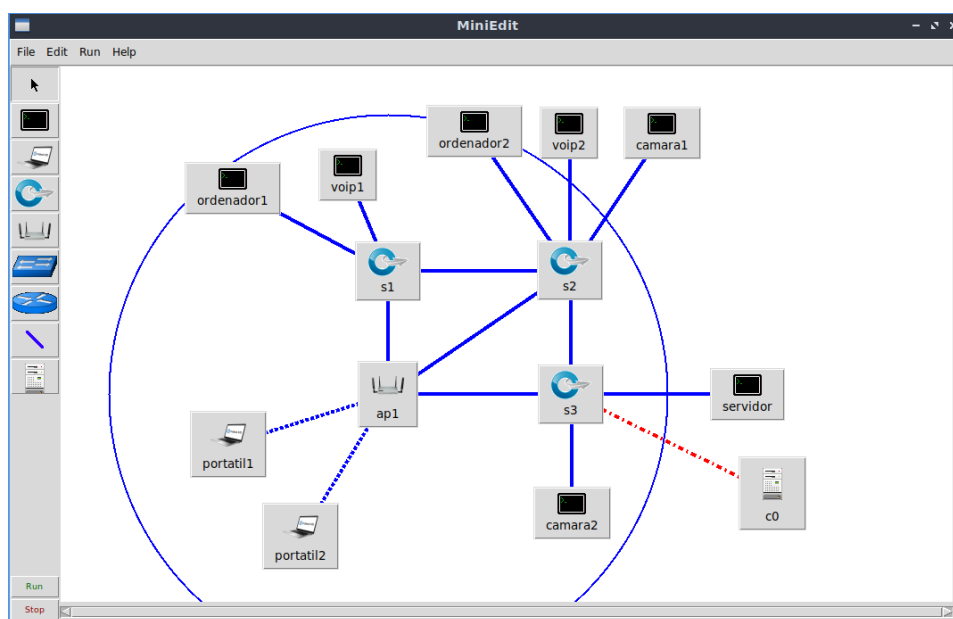 MiniEdit
File Edit Run Help
ordenador2
voip2
camara1
ordenador1
voip1
s1
s2
ap1
s3
servidor
portatil1
portatil2
camara2
c0
Run
Stop